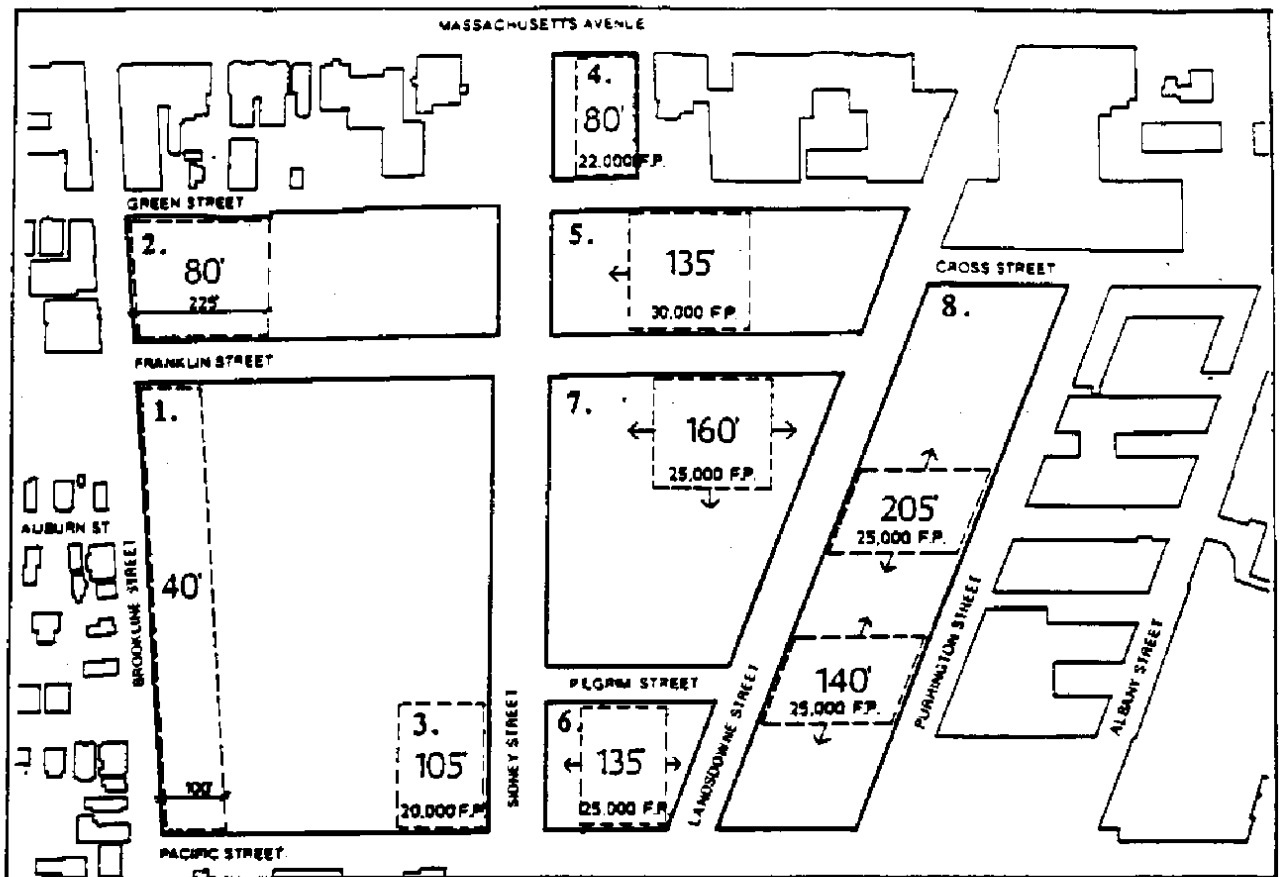 MASSACHUSETTS AVENUE
4.
80'
22,000 F.P.
GREEN STREET
2.
80'
225'
5.
135'
30,000 F.P.
CROSS STREET
8.
FRANKLIN STREET
1.
7.
160'
25,000 F.P.
205'
25,000 F.P.
AUBURN ST
BROOKLINE STREET
40'
PURRINGTON STREET
ALBANY STREET
PILGRIM STREET
140'
25,000 F.P.
LANDSDOWNE STREET
SIDNEY STREET
3.
105'
20,000 F.P.
6.
135'
25,000 F.P.
100'
PACIFIC STREET